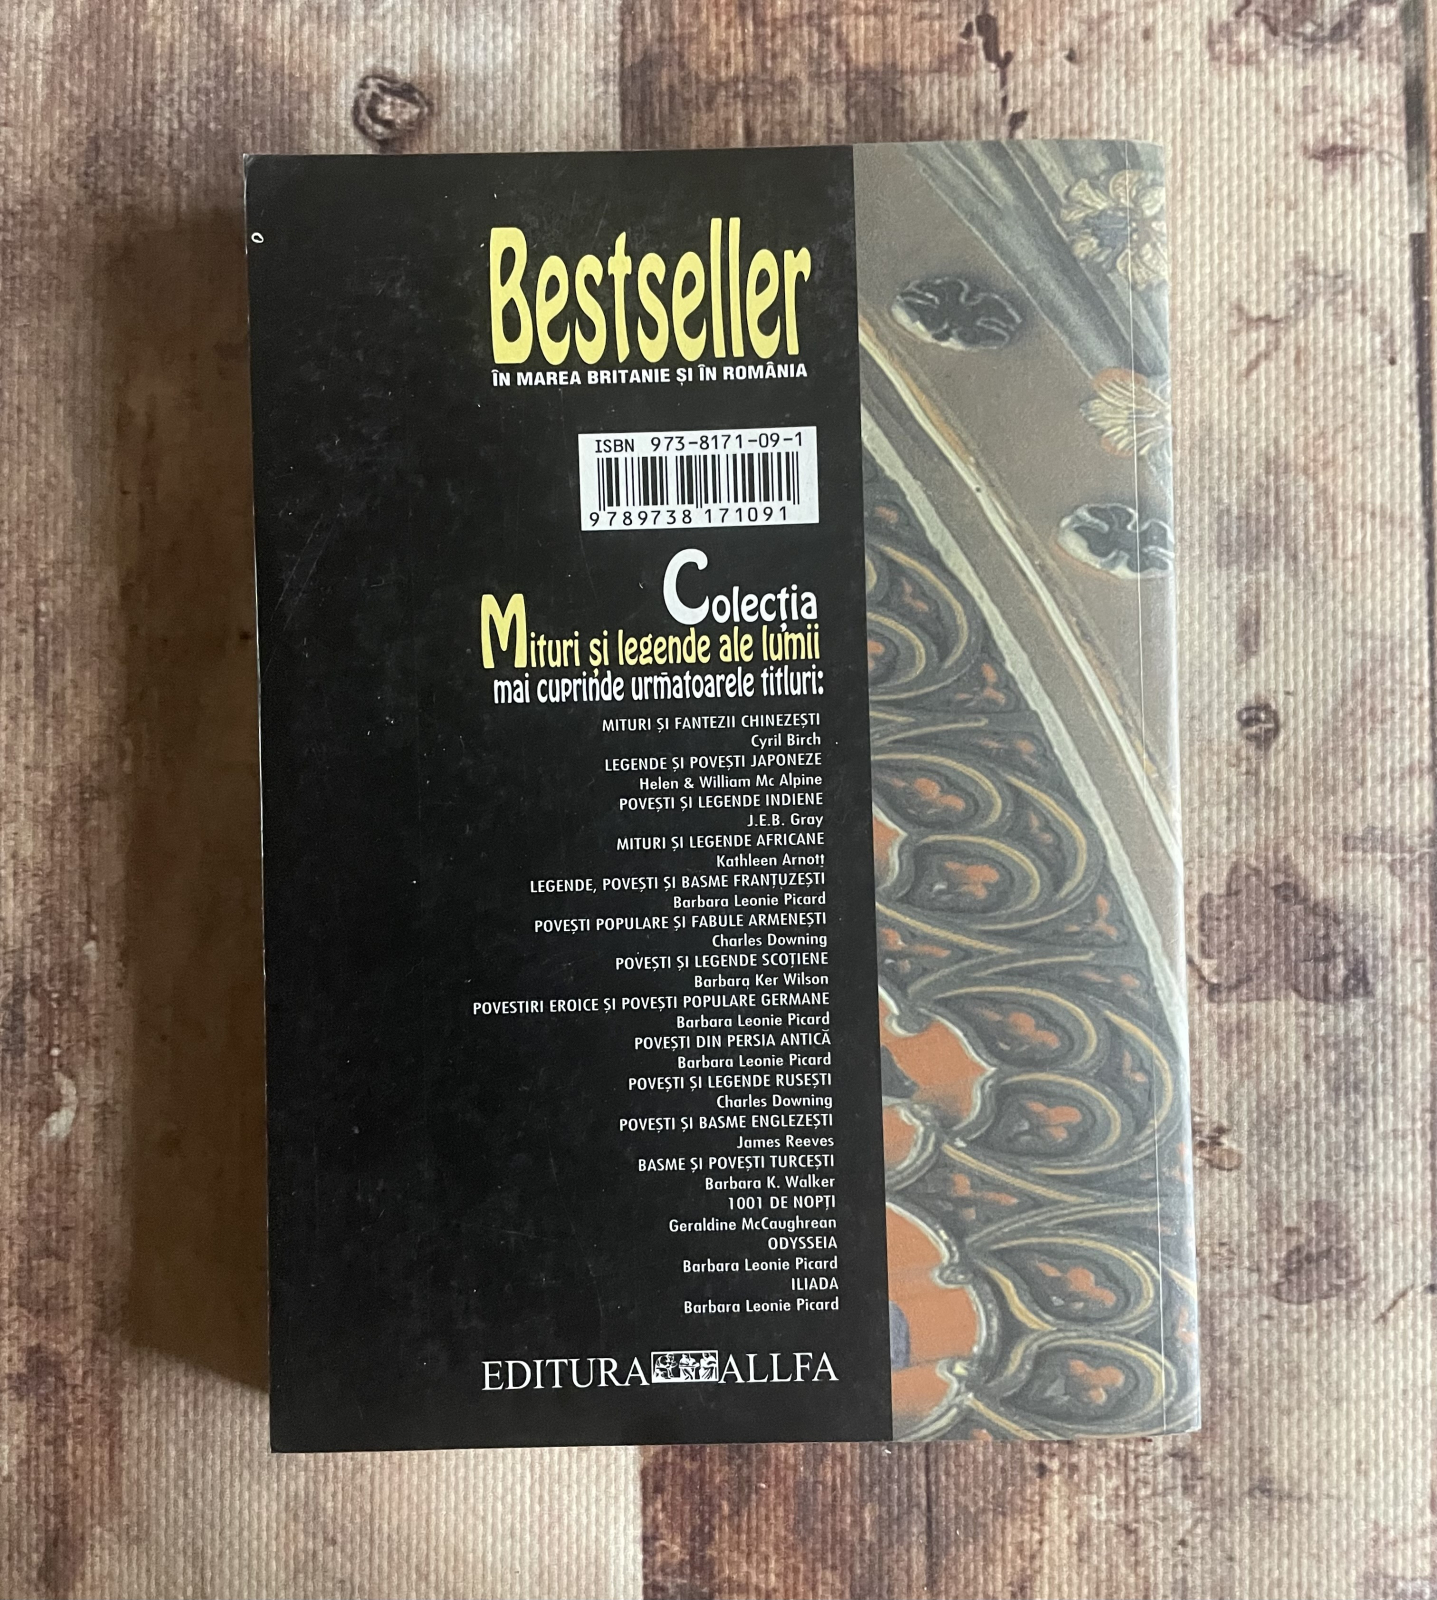 Bestseller
ÎN MAREA BRITANIE ȘI ÎN ROMÂNIA
ISBN 973-8171-09-1
9789738171091
Colecția
Mituri și legende ale lumii
mai cuprinde urmatoarele titluri:
MITURI ȘI FANTEZII CHINEZEȘTI
Cyril Birch
LEGENDE ȘI POVEȘTI JAPONEZE
Helen & William Mc Alpine
POVEȘTI ȘI LEGENDE INDIENE
J.E.B. Gray
MITURI ȘI LEGENDE AFRICANE
Kathleen Arnott
LEGENDE, POVEȘTI ȘI BASME FRANȚUZEȘTI
Barbara Leonie Picard
POVEȘTI POPULARE ȘI FABULE ARMENEȘTI
Charles Downing
POVEȘTI ȘI LEGENDE SCOȚIENE
Barbara Ker Wilson
POVESTIRI EROICE ȘI POVEȘTI POPULARE GERMANE
Barbara Leonie Picard
POVEȘTI DIN PERSIA ANTICĂ
Barbara Leonie Picard
POVEȘTI ȘI LEGENDE RUSEȘTI
Charles Downing
POVEȘTI ȘI BASME ENGLEZEȘTI
James Reeves
BASME ȘI POVEȘTI TURCEȘTI
Barbara K. Walker
1001 DE NOPȚI
Geraldine McCaughrean
ODYSSEIA
Barbara Leonie Picard
ILIADA
Barbara Leonie Picard
EDITURA ALLFA